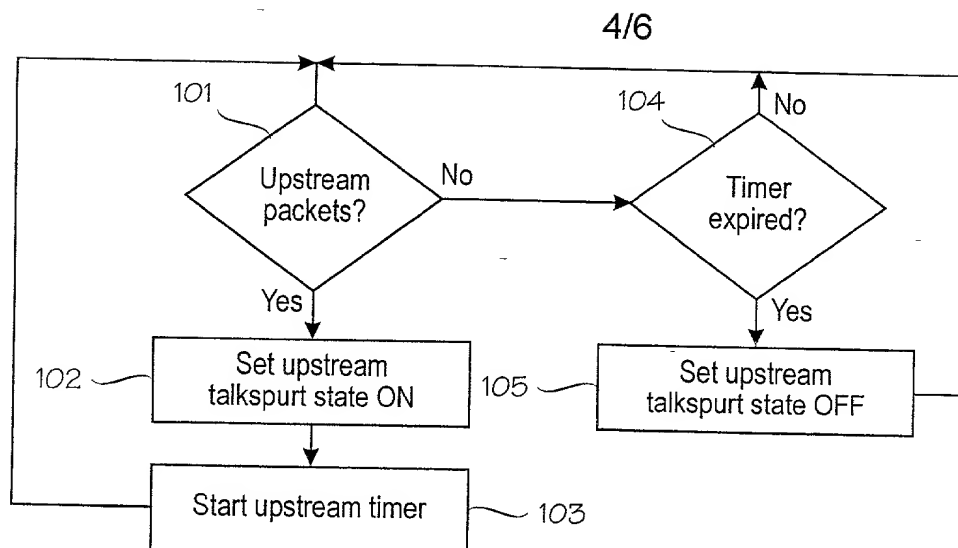 4/6
101
104
No
Upstream
packets?
No
Timer
expired?
Yes
Yes
102
Set upstream
talkspurt state ON
105
Set upstream
talkspurt state OFF
Start upstream timer
103